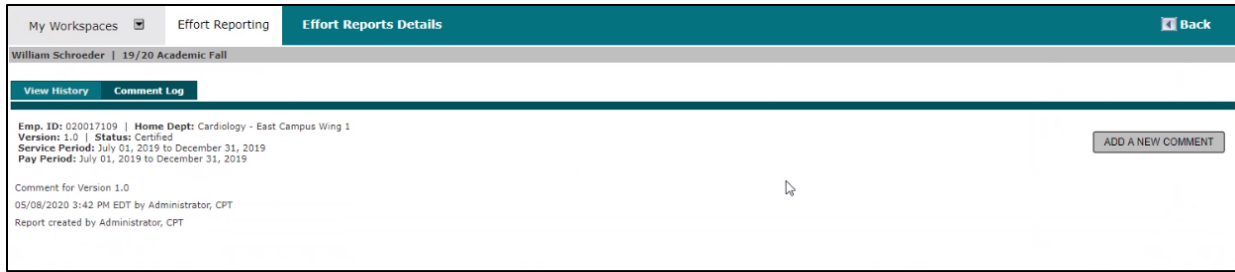 My Workspaces Effort Reporting Effort Reports Details Back
William Schroeder | 19/20 Academic Fall
View History Comment Log
Emp. ID: 020017109 | Home Dept: Cardiology - East Campus Wing 1
Version: 1.0 | Status: Certified
Service Period: July 01, 2019 to December 31, 2019
Pay Period: July 01, 2019 to December 31, 2019
ADD A NEW COMMENT
Comment for Version 1.0
05/08/2020 3:42 PM EDT by Administrator, CPT
Report created by Administrator, CPT